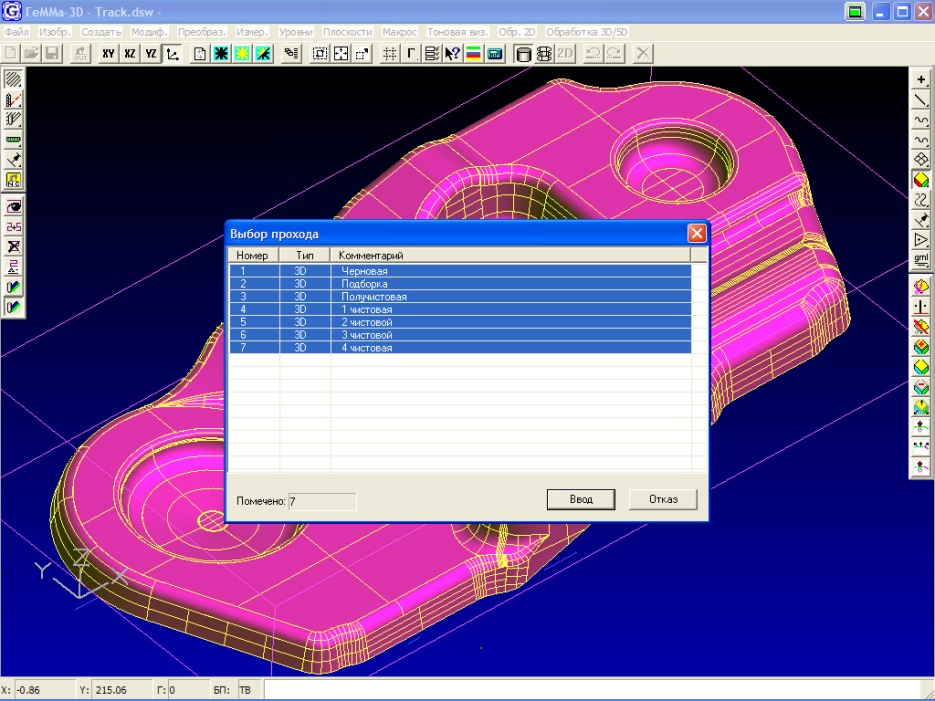 ГеММа-3D - Track.dsw -
Файл Изобр. Создать Модиф. Преобраз. Измер. Уровни Плоскости Макрос Тоновая виз. Обр. 2D Обработка 3D/5D
XY XZ YZ Г 2D
Выбор прохода
Номер Тип Комментарий
1 3D Черновая
2 3D Подборка
3 3D Получистовая
4 3D 1 чистовая
5 3D 2 чистовой
6 3D 3 чистовой
7 3D 4 чистовая
Помечено: 7 Ввод Отказ
gml
2+5
Z
Y X
X: -0.86 Y: 215.06 Г: 0 БП: ТВ